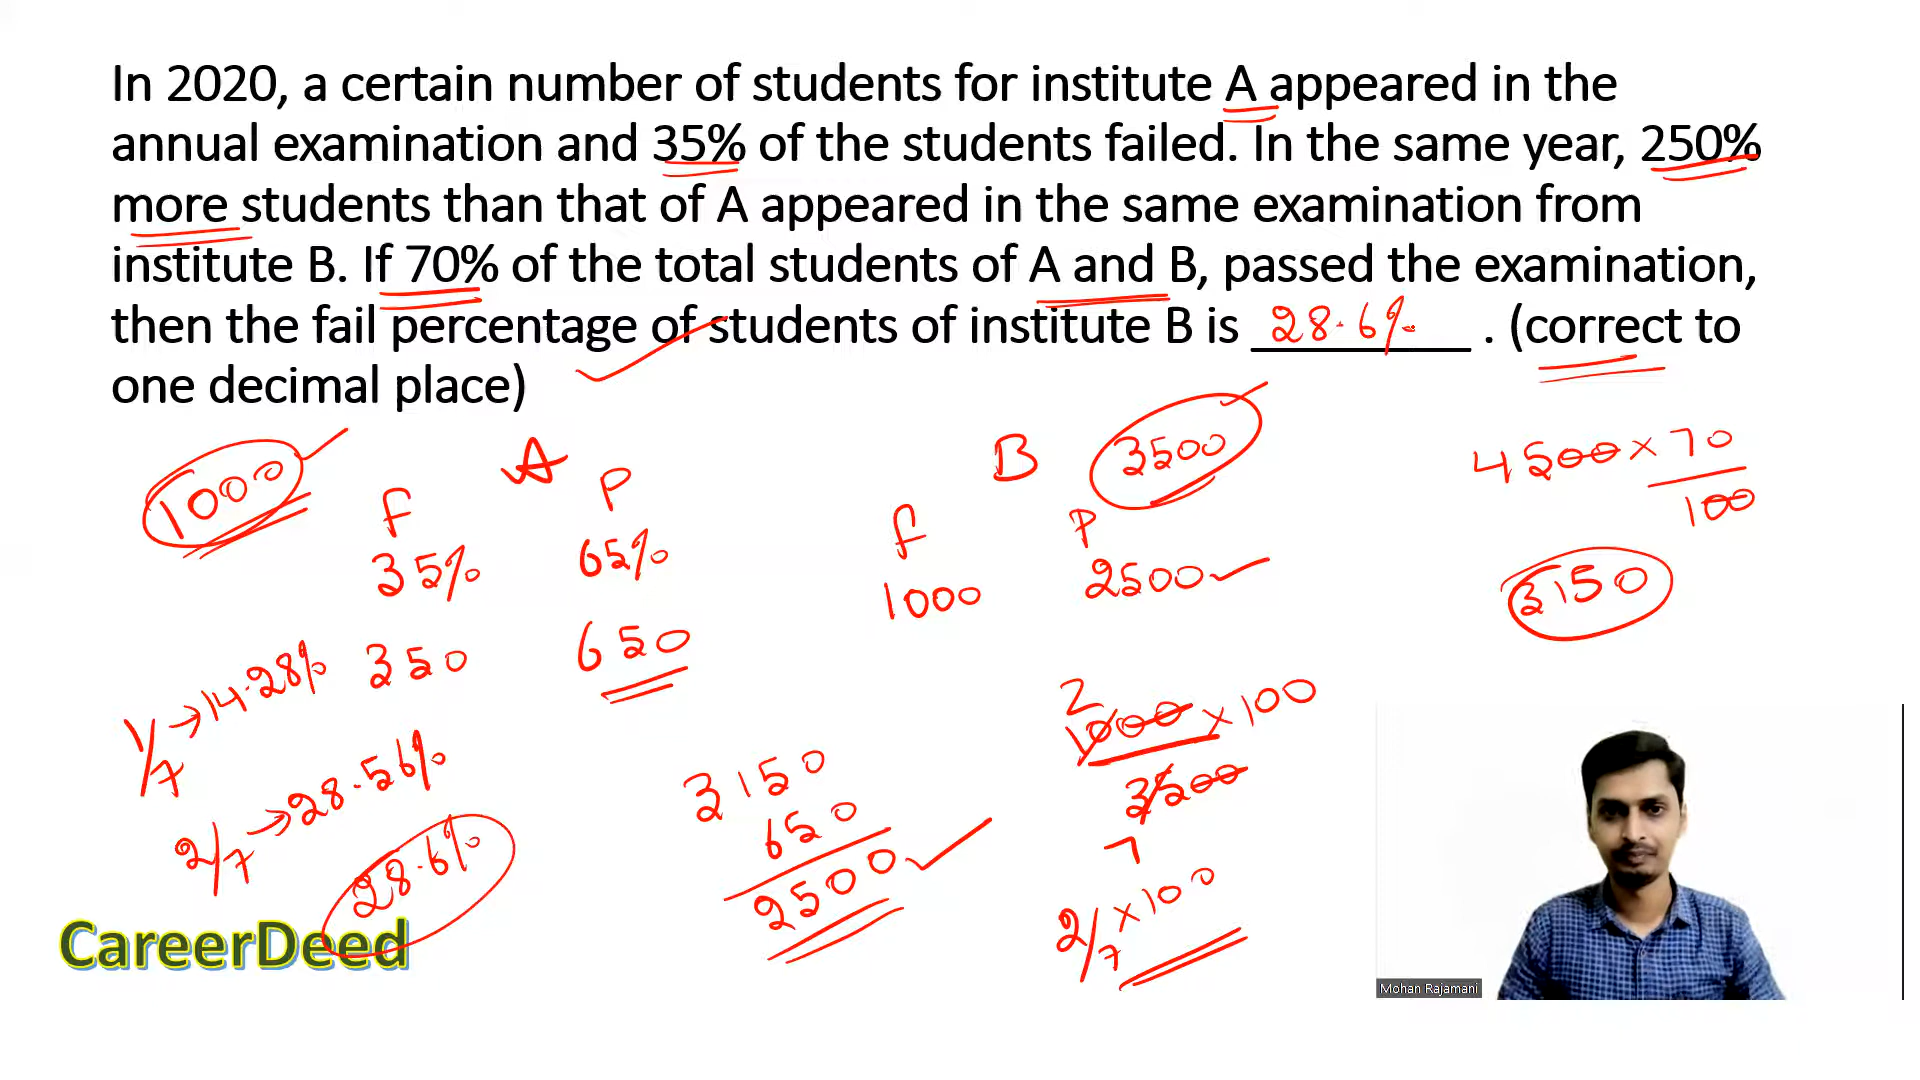 In 2020, a certain number of students for institute A appeared in the
annual examination and 35% of the students failed. In the same year, 250%
more students than that of A appeared in the same examination from
institute B. If 70% of the total students of A and B, passed the examination,
then the fail percentage of students of institute B is 28.6% . (correct to
one decimal place)
1000
A
F P
35% 65%
350 650
B 3500
F P
1000 2500
4500 × 70
100
3150
1/7 → 14.28%
2/7 → 28.56%
28.6%
3150
650
2500
2
1000 × 100
3500
7
2/7 × 100
CareerDeed
Mohan Rajamani